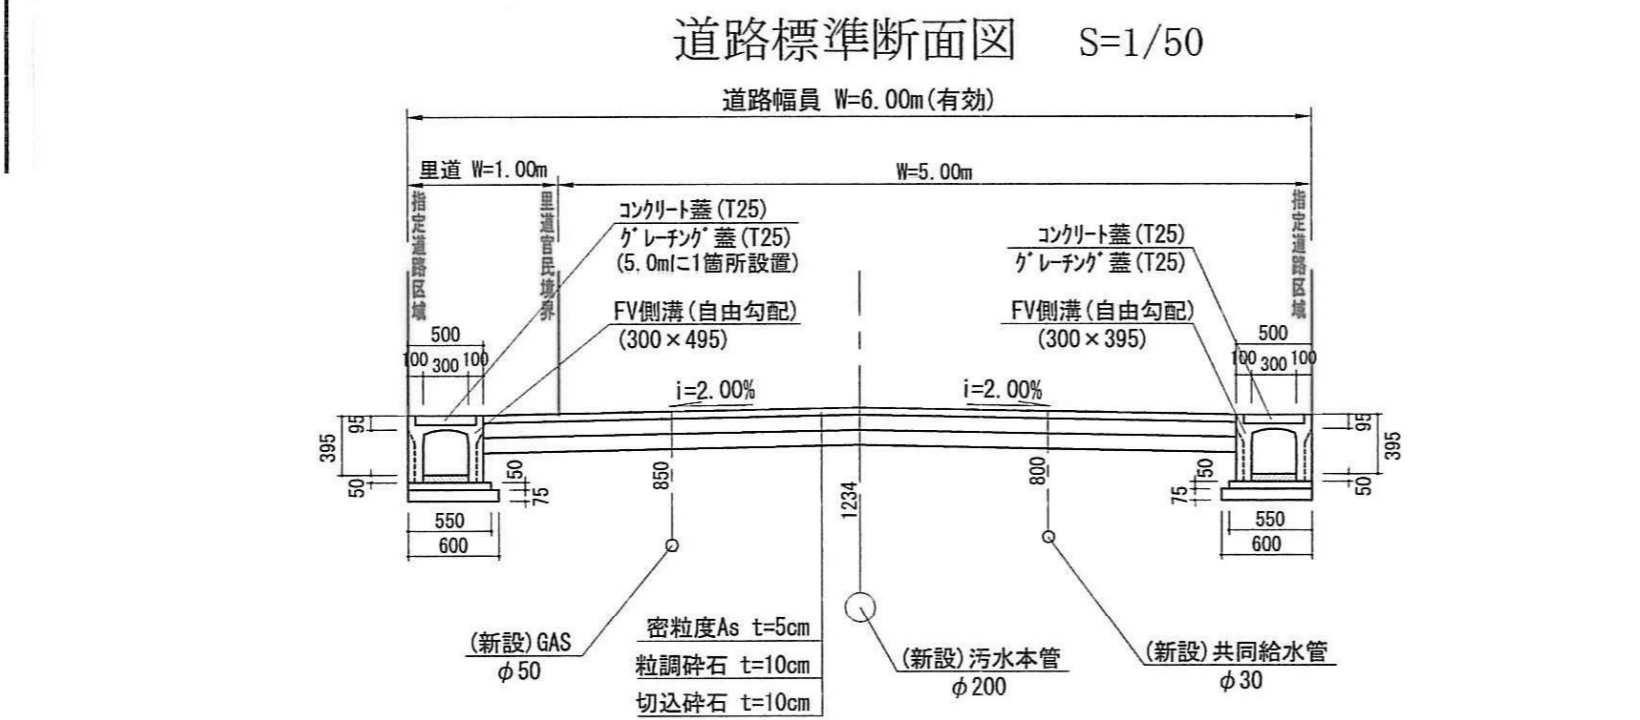 道路標準断面図 S=1/50
道路幅員 W=6.00m(有効)
里道 W=1.00m
W=5.00m
指定道路区域
里道官民境界
指定道路区域
コンクリート蓋(T25)
グレーチング蓋(T25)
(5.0mに1箇所設置)
コンクリート蓋(T25)
グレーチング蓋(T25)
FV側溝(自由勾配)
(300×495)
FV側溝(自由勾配)
(300×395)
500
100 300 100
500
100 300 100
i=2.00%
i=2.00%
95
395
50
50
75
550
600
850
1234
800
95
395
50
50
75
550
600
(新設)GAS
φ50
密粒度As t=5cm
粒調砕石 t=10cm
切込砕石 t=10cm
(新設)汚水本管
φ200
(新設)共同給水管
φ30